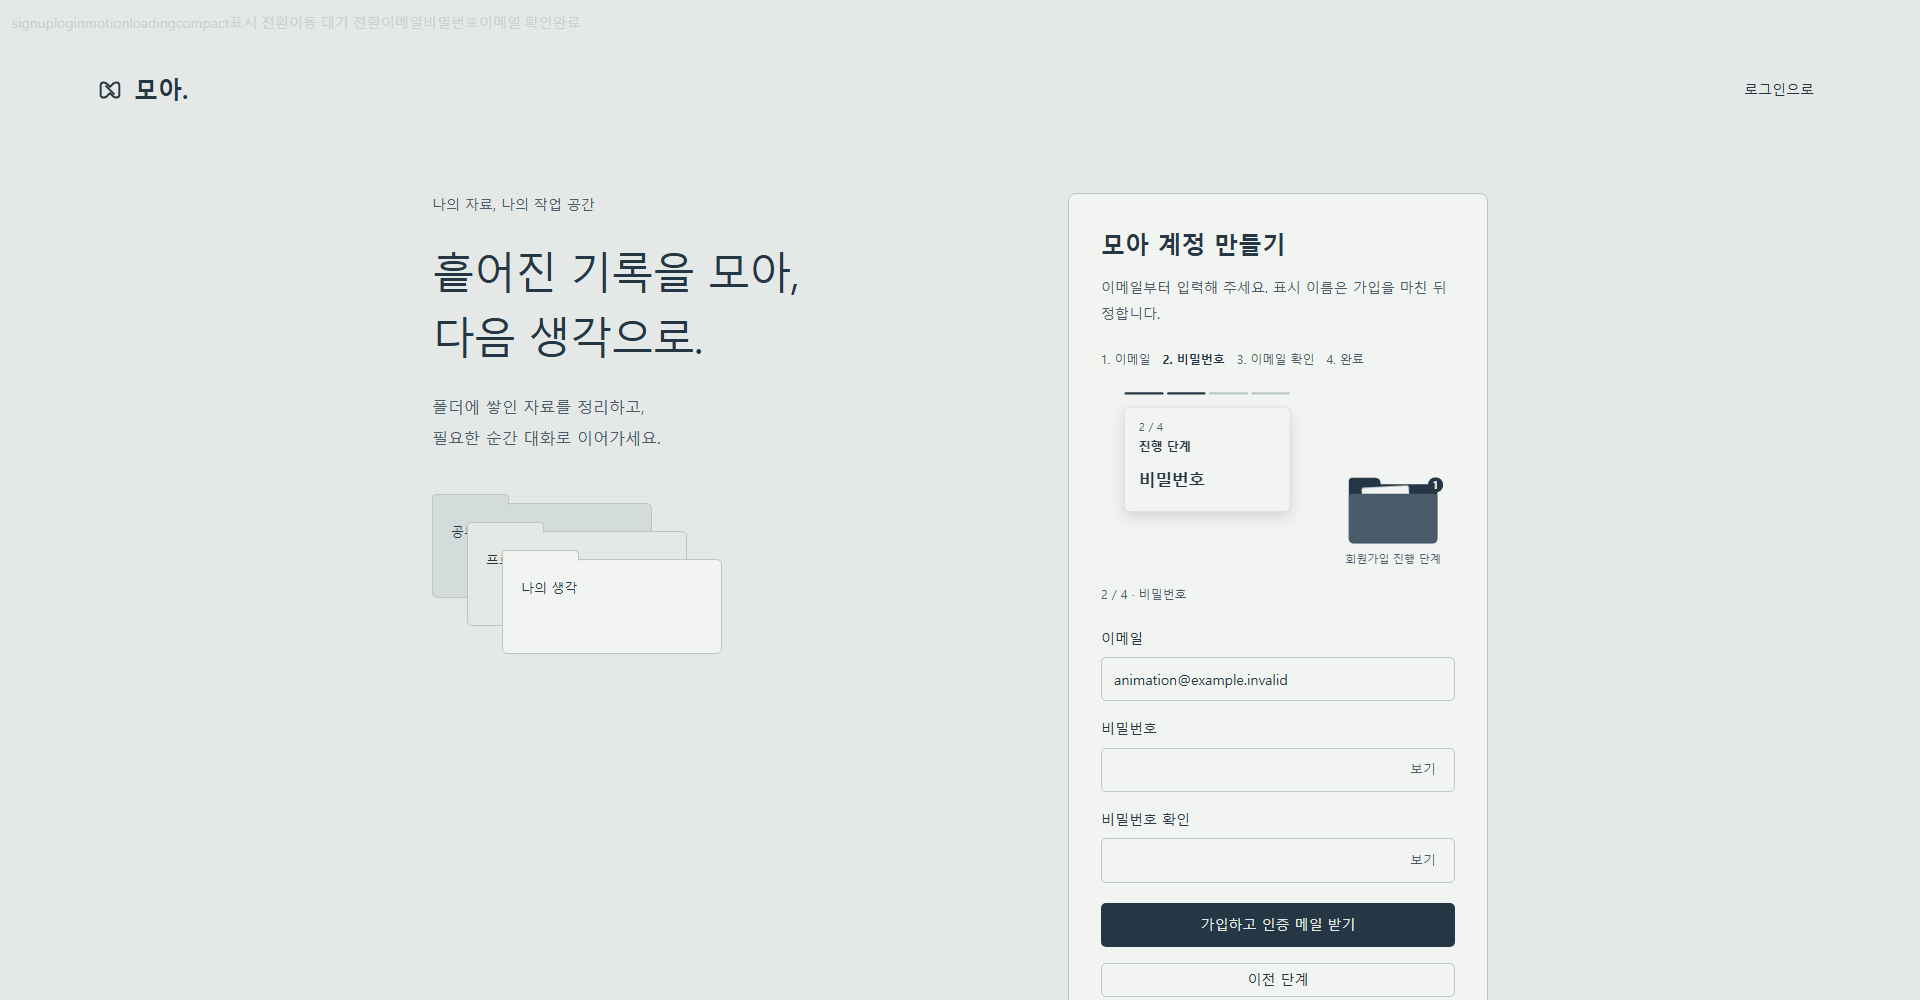 signuploginmotionloadingcompact표시 전환이동 대기 전환이메일비밀번호이메일 확인완료
모아.
로그인으로
나의 자료, 나의 작업 공간
흩어진 기록을 모아,
다음 생각으로.
폴더에 쌓인 자료를 정리하고,
필요한 순간 대화로 이어가세요.
나의 생각
모아 계정 만들기
이메일부터 입력해 주세요. 표시 이름은 가입을 마친 뒤
정합니다.
1. 이메일 2. 비밀번호 3. 이메일 확인 4. 완료
2 / 4
진행 단계
비밀번호
1
회원가입 진행 단계
2 / 4 · 비밀번호
이메일
animation@example.invalid
비밀번호
보기
비밀번호 확인
보기
가입하고 인증 메일 받기
이전 단계